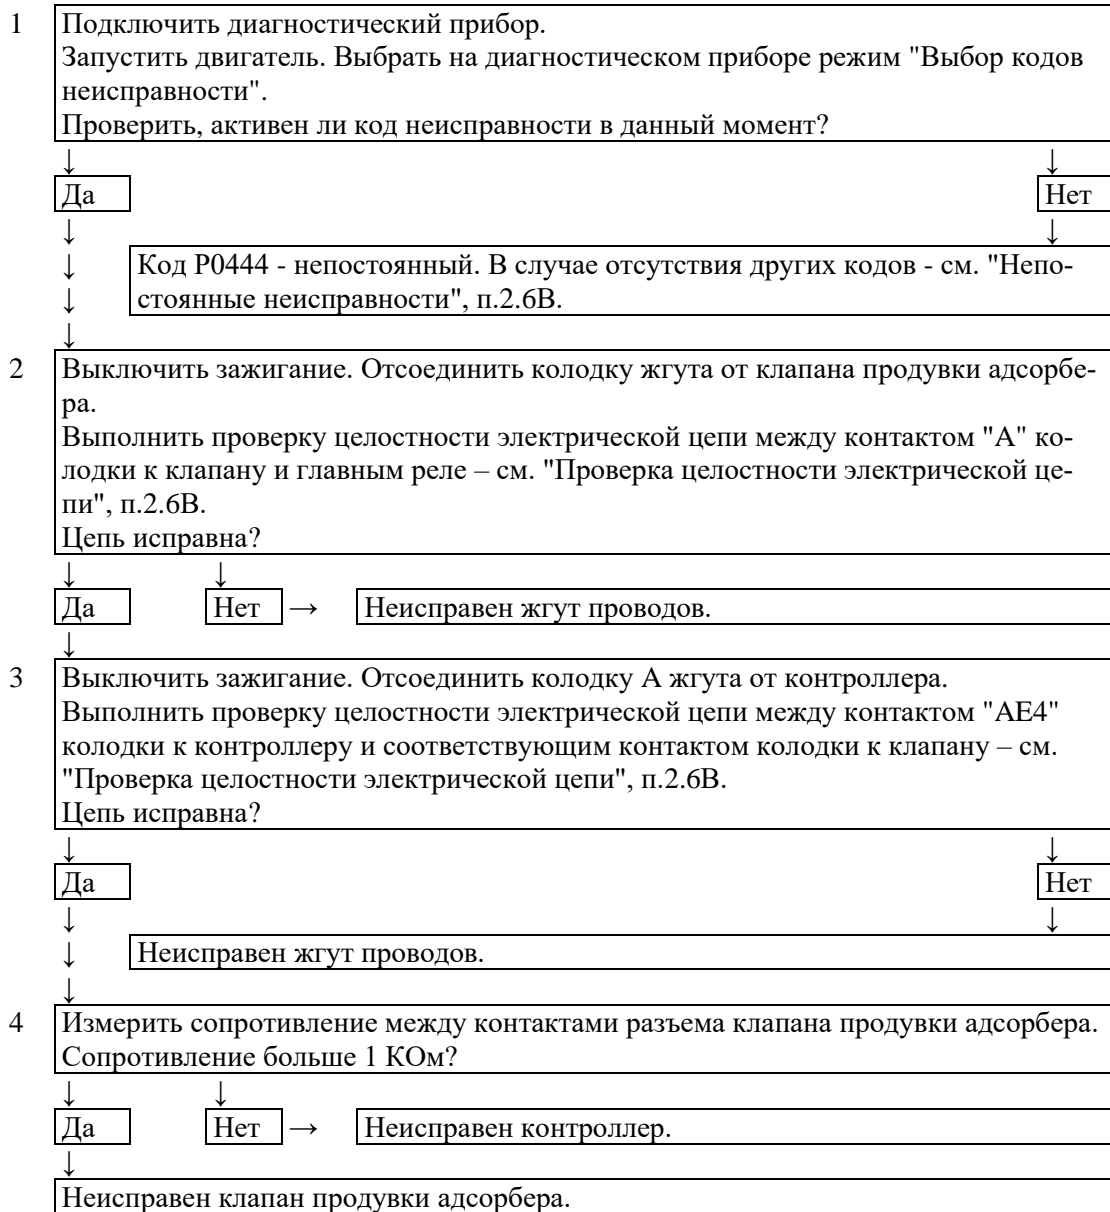 1 Подключить диагностический прибор.
Запустить двигатель. Выбрать на диагностическом приборе режим "Выбор кодов
неисправности".
Проверить, активен ли код неисправности в данный момент?
↓ ↓
Да Нет
↓ ↓
↓ Код Р0444 - непостоянный. В случае отсутствия других кодов - см. "Непо-
↓ стоянные неисправности", п.2.6В.
↓
2 Выключить зажигание. Отсоединить колодку жгута от клапана продувки адсорбе-
ра.
Выполнить проверку целостности электрической цепи между контактом "А" ко-
лодки к клапану и главным реле – см. "Проверка целостности электрической це-
пи", п.2.6В.
Цепь исправна?
↓ ↓
Да Нет → Неисправен жгут проводов.
↓
3 Выключить зажигание. Отсоединить колодку А жгута от контроллера.
Выполнить проверку целостности электрической цепи между контактом "АЕ4"
колодки к контроллеру и соответствующим контактом колодки к клапану – см.
"Проверка целостности электрической цепи", п.2.6В.
Цепь исправна?
↓ ↓
Да Нет
↓ ↓
↓ Неисправен жгут проводов.
↓
4 Измерить сопротивление между контактами разъема клапана продувки адсорбера.
Сопротивление больше 1 КОм?
↓ ↓
Да Нет → Неисправен контроллер.
↓
Неисправен клапан продувки адсорбера.